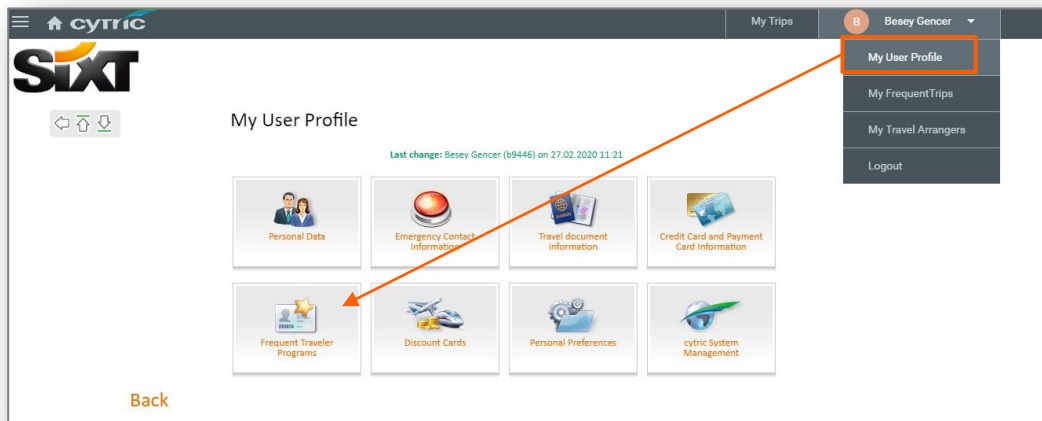 cytric
My Trips
B Besey Gencer
SIXT
My User Profile
My FrequentTrips
My Travel Arrangers
Logout
My User Profile
Last change: Besey Gencer (b9446) on 27.02.2020 11:21
Personal Data
Emergency Contact
Information
Travel document
information
Credit Card and Payment
Card Information
Frequent Traveler
Programs
Discount Cards
Personal Preferences
cytric System
Management
Back